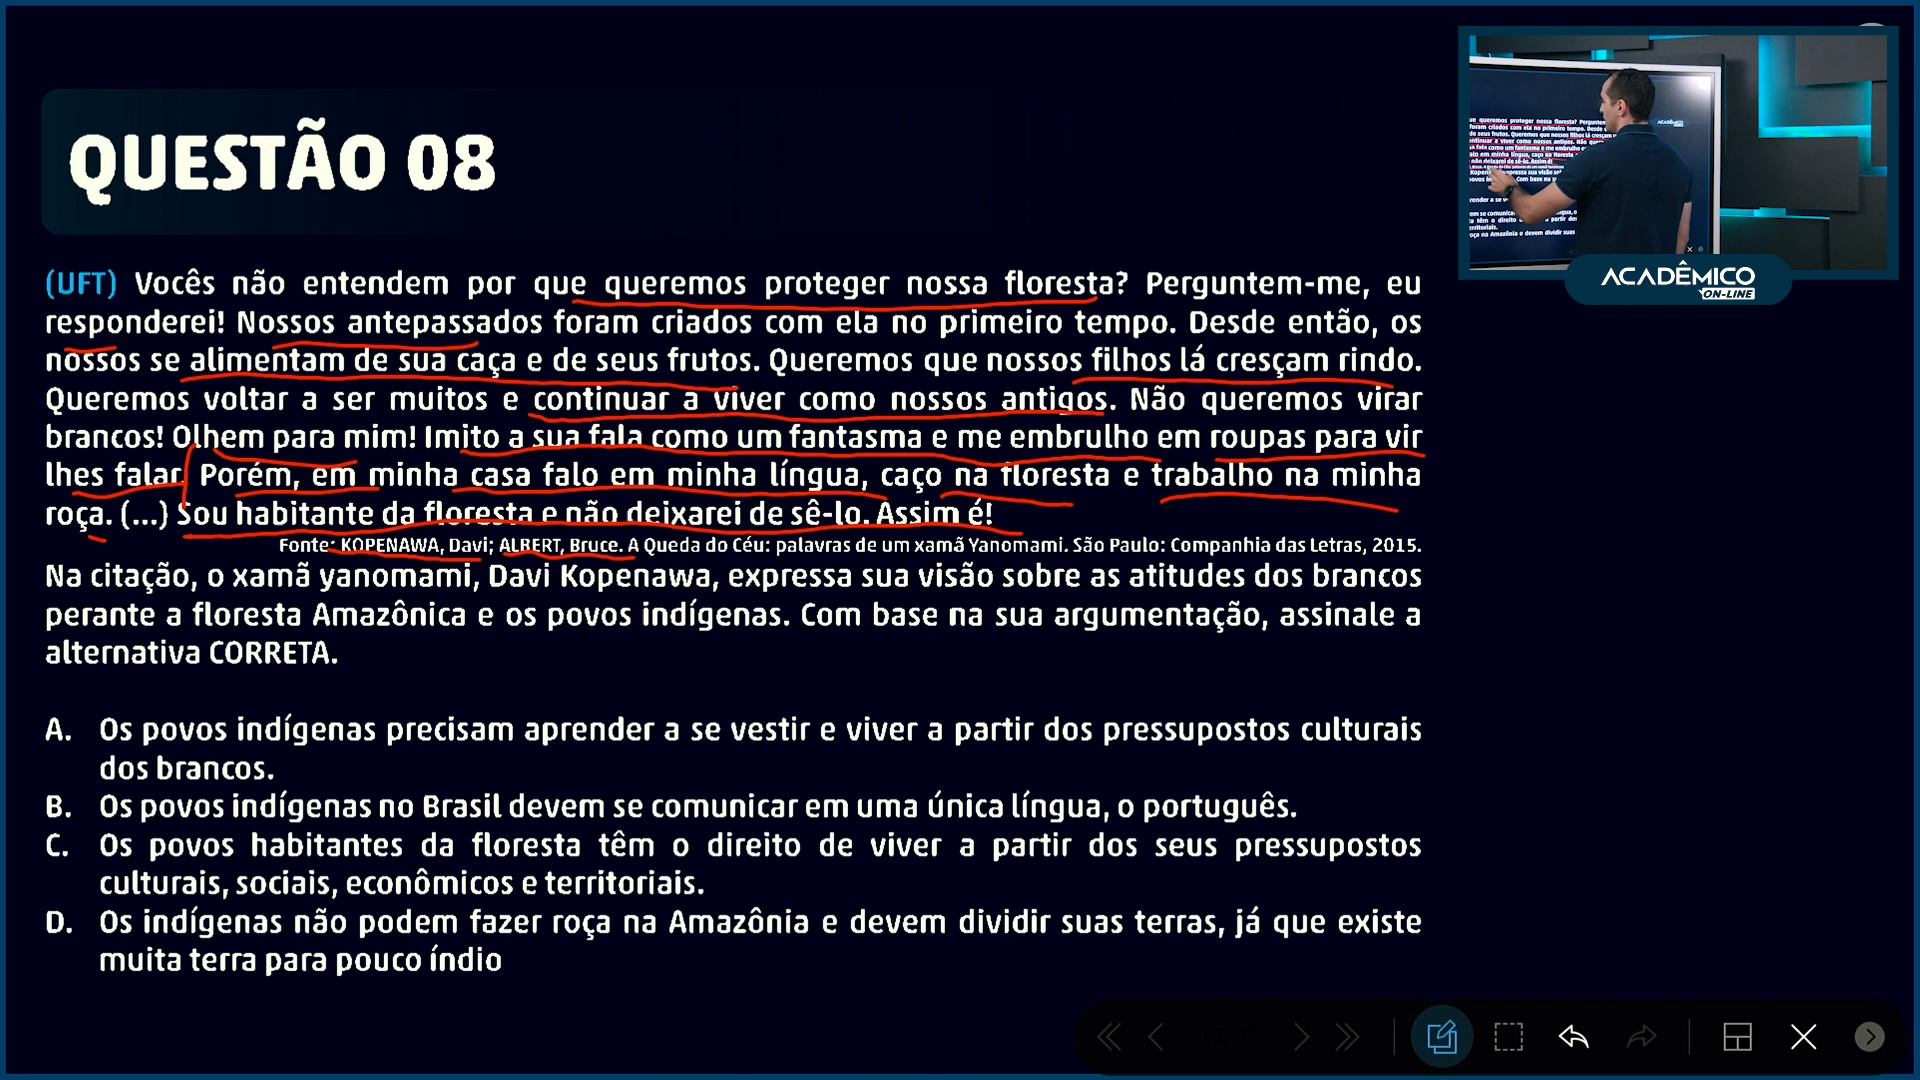 QUESTÃO 08
(UFT) Vocês não entendem por que queremos proteger nossa floresta? Perguntem-me, eu
responderei! Nossos antepassados foram criados com ela no primeiro tempo. Desde então, os
nossos se alimentam de sua caça e de seus frutos. Queremos que nossos filhos lá cresçam rindo.
Queremos voltar a ser muitos e continuar a viver como nossos antigos. Não queremos virar
brancos! Olhem para mim! Imito a sua fala como um fantasma e me embrulho em roupas para vir
lhes falar. Porém, em minha casa falo em minha língua, caço na floresta e trabalho na minha
roça. (...) Sou habitante da floresta e não deixarei de sê-lo. Assim é!
Fonte: KOPENAWA, Davi; ALBERT, Bruce. A Queda do Céu: palavras de um xamã Yanomami. São Paulo: Companhia das Letras, 2015.
Na citação, o xamã yanomami, Davi Kopenawa, expressa sua visão sobre as atitudes dos brancos
perante a floresta Amazônica e os povos indígenas. Com base na sua argumentação, assinale a
alternativa CORRETA.
A. Os povos indígenas precisam aprender a se vestir e viver a partir dos pressupostos culturais
dos brancos.
B. Os povos indígenas no Brasil devem se comunicar em uma única língua, o português.
C. Os povos habitantes da floresta têm o direito de viver a partir dos seus pressupostos
culturais, sociais, econômicos e territoriais.
D. Os indígenas não podem fazer roça na Amazônia e devem dividir suas terras, já que existe
muita terra para pouco índio
ACADÊMICO
ON-LINE